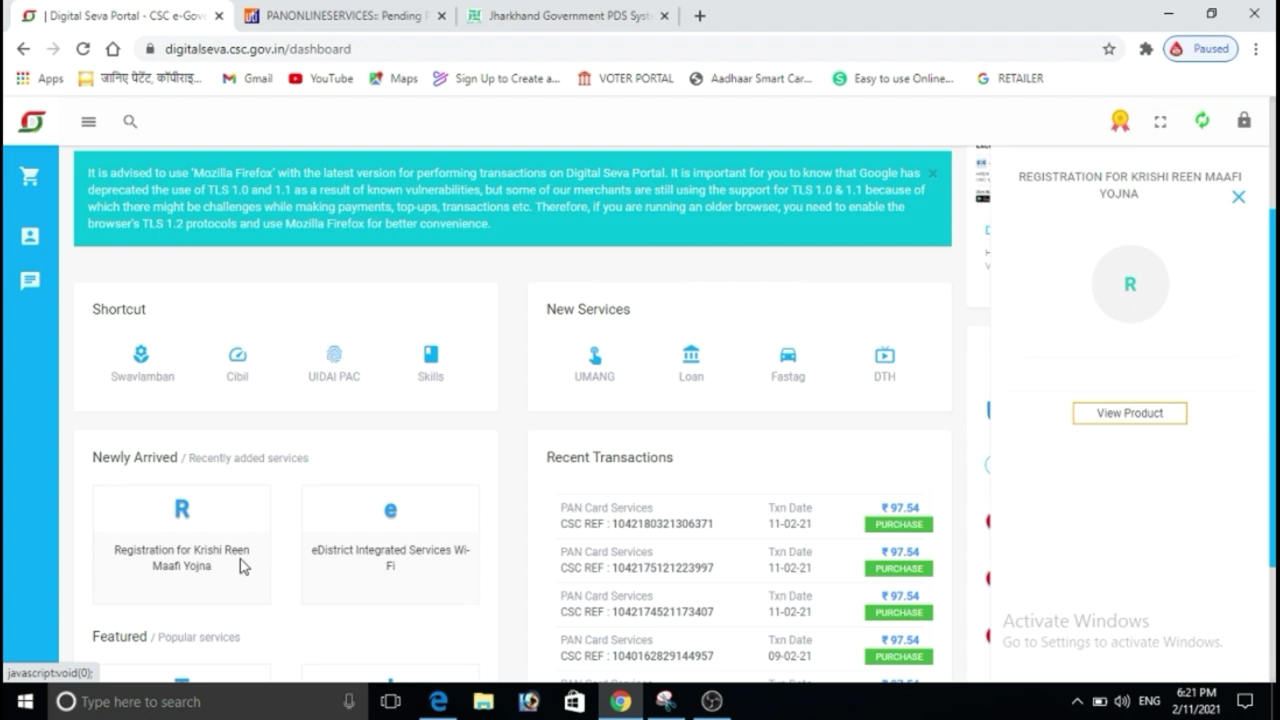 | Digital Seva Portal - CSC e-Gove
PANONLINESERVICES:: Pending P
Jharkhand Government PDS Syst
digitalseva.csc.gov.in/dashboard
Paused
Apps
जानिए पेटेंट, कॉपीराइ...
Gmail
YouTube
Maps
Sign Up to Create a...
VOTER PORTAL
Aadhaar Smart Car...
Easy to use Online...
RETAILER
It is advised to use 'Mozilla Firefox' with the latest version for performing transactions on Digital Seva Portal. It is important for you to know that Google has
deprecated the use of TLS 1.0 and 1.1 as a result of known vulnerabilities, but some of our merchants are still using the support for TLS 1.0 & 1.1 because of
which there might be challenges while making payments, top-ups, transactions etc. Therefore, if you are running an older browser, you need to enable the
browser's TLS 1.2 protocols and use Mozilla Firefox for better convenience.
REGISTRATION FOR KRISHI REEN MAAFI
YOJNA
R
View Product
Shortcut
Swavlamban
Cibil
UIDAI PAC
Skills
New Services
UMANG
Loan
Fastag
DTH
Newly Arrived / Recently added services
R
Registration for Krishi Reen
Maafi Yojna
e
eDistrict Integrated Services Wi-
Fi
Featured / Popular services
Recent Transactions
PAN Card Services Txn Date ₹ 97.54
CSC REF : 1042180321306371 11-02-21 PURCHASE
PAN Card Services Txn Date ₹ 97.54
CSC REF : 1042175121223997 11-02-21 PURCHASE
PAN Card Services Txn Date ₹ 97.54
CSC REF : 1042174521173407 11-02-21 PURCHASE
PAN Card Services Txn Date ₹ 97.54
CSC REF : 1040162829144957 09-02-21 PURCHASE
Activate Windows
Go to Settings to activate Windows.
javascript:void(0);
Type here to search
ENG
6:21 PM
2/11/2021